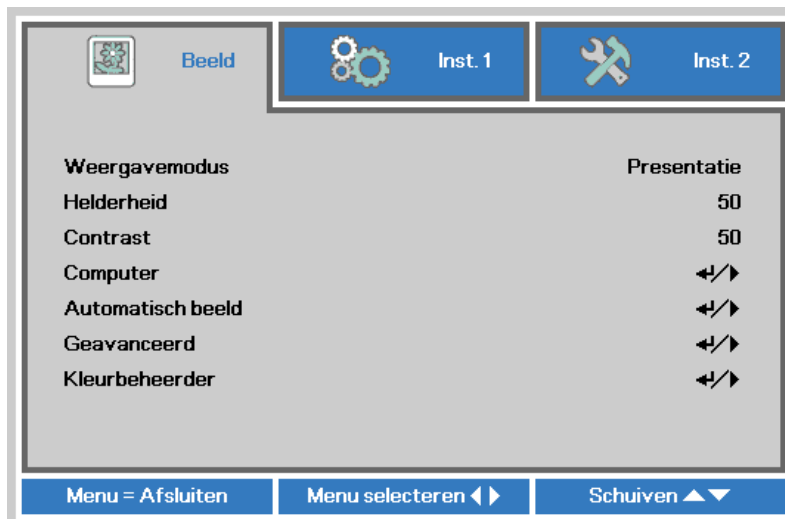 Beeld Inst. 1 Inst. 2
Weergavemodus Presentatie
Helderheid 50
Contrast 50
Computer ↵/▶
Automatisch beeld ↵/▶
Geavanceerd ↵/▶
Kleurbeheerder ↵/▶
Menu = Afsluiten Menu selecteren ◀▶ Schuiven ▲▼